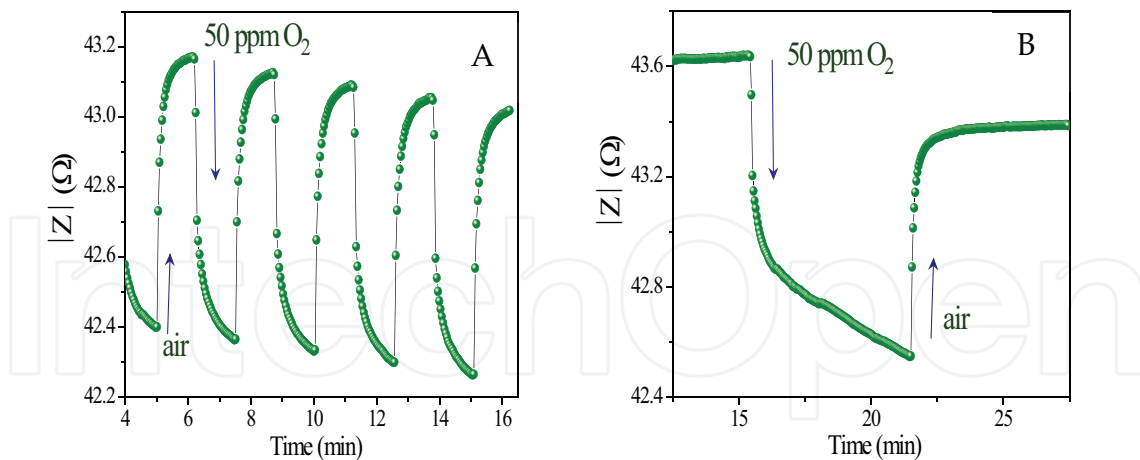 A
50 ppm O2
43.2
43.0
42.8
42.6
42.4
42.2
|Z| (Ω)
air
4 6 8 10 12 14 16
Time (min)
B
50 ppm O2
43.6
43.2
42.8
42.4
|Z| (Ω)
air
15 20 25
Time (min)
IntechOpen